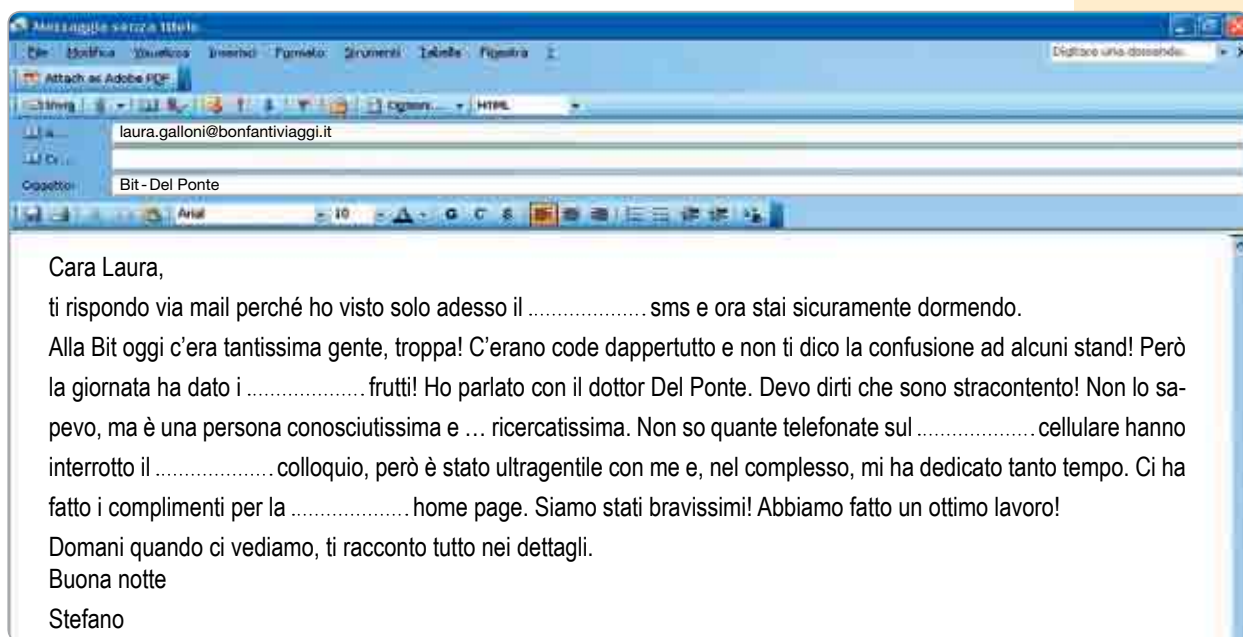 Messaggio senza titolo
File Modifica Visualizza Inserisci Formato Strumenti Tabella Finestra ?
Digitare una domanda
Attach as Adobe PDF
HTML
A...
laura.galloni@bonfantiviaggi.it
Cc...
Oggetto: Bit-Del Ponte
Arial 10 A G C S
Cara Laura,
ti rispondo via mail perché ho visto solo adesso il .................... sms e ora stai sicuramente dormendo.
Alla Bit oggi c'era tantissima gente, troppa! C'erano code dappertutto e non ti dico la confusione ad alcuni stand! Però
la giornata ha dato i .................... frutti! Ho parlato con il dottor Del Ponte. Devo dirti che sono stracontento! Non lo sa-
pevo, ma è una persona conosciutissima e … ricercatissima. Non so quante telefonate sul .................... cellulare hanno
interrotto il .................... colloquio, però è stato ultragentile con me e, nel complesso, mi ha dedicato tanto tempo. Ci ha
fatto i complimenti per la .................... home page. Siamo stati bravissimi! Abbiamo fatto un ottimo lavoro!
Domani quando ci vediamo, ti racconto tutto nei dettagli.
Buona notte
Stefano